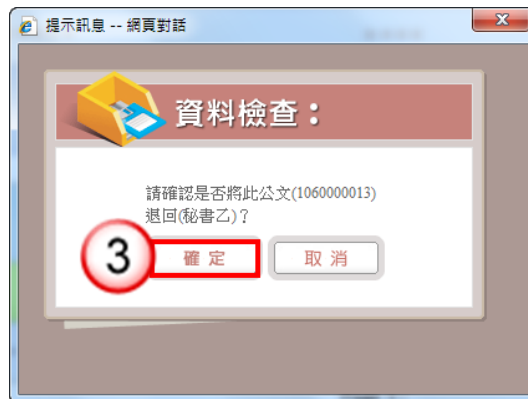 提示訊息 -- 網頁對話
資料檢查：
請確認是否將此公文(1060000013)
退回(秘書乙)？
3
確定
取消